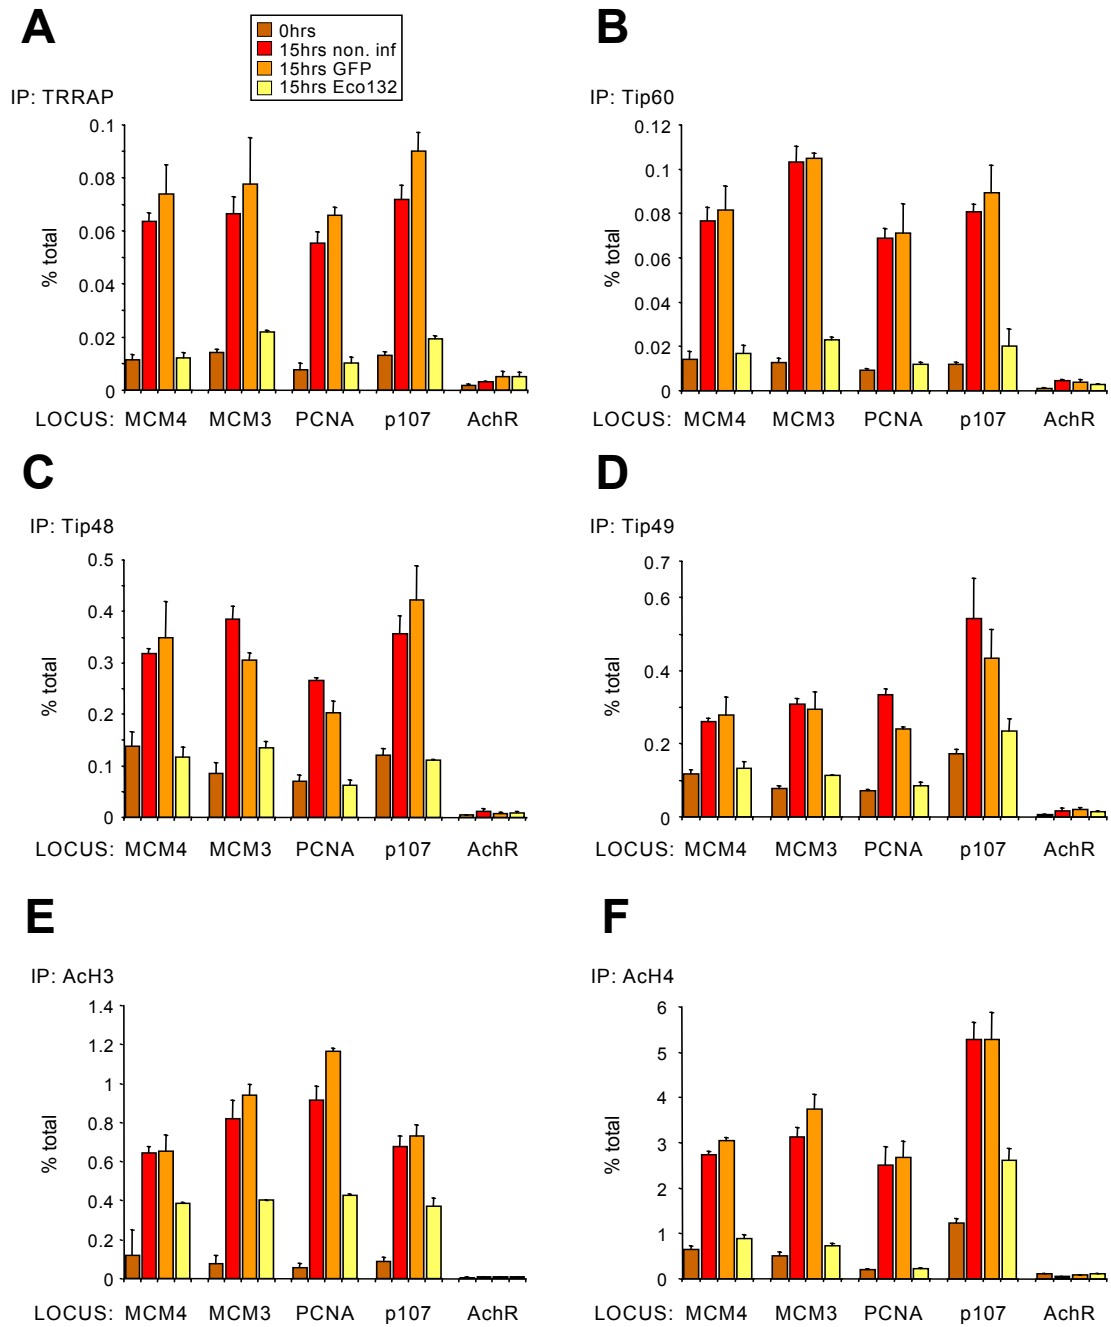 A
B
0hrs
15hrs non. inf
15hrs GFP
15hrs Eco132
IP: TRRAP
% total
0.1
0.08
0.06
0.04
0.02
0
LOCUS: MCM4 MCM3 PCNA p107 AchR
IP: Tip60
% total
0.12
0.1
0.08
0.06
0.04
0.02
0
LOCUS: MCM4 MCM3 PCNA p107 AchR
C
IP: Tip48
% total
0.5
0.4
0.3
0.2
0.1
0
LOCUS: MCM4 MCM3 PCNA p107 AchR
D
IP: Tip49
% total
0.7
0.6
0.4
0.2
0
LOCUS: MCM4 MCM3 PCNA p107 AchR
E
IP: AcH3
% total
1.4
1.2
1
0.8
0.6
0.4
0.2
0
LOCUS: MCM4 MCM3 PCNA p107 AchR
F
IP: AcH4
% total
6
5
4
3
2
1
0
LOCUS: MCM4 MCM3 PCNA p107 AchR